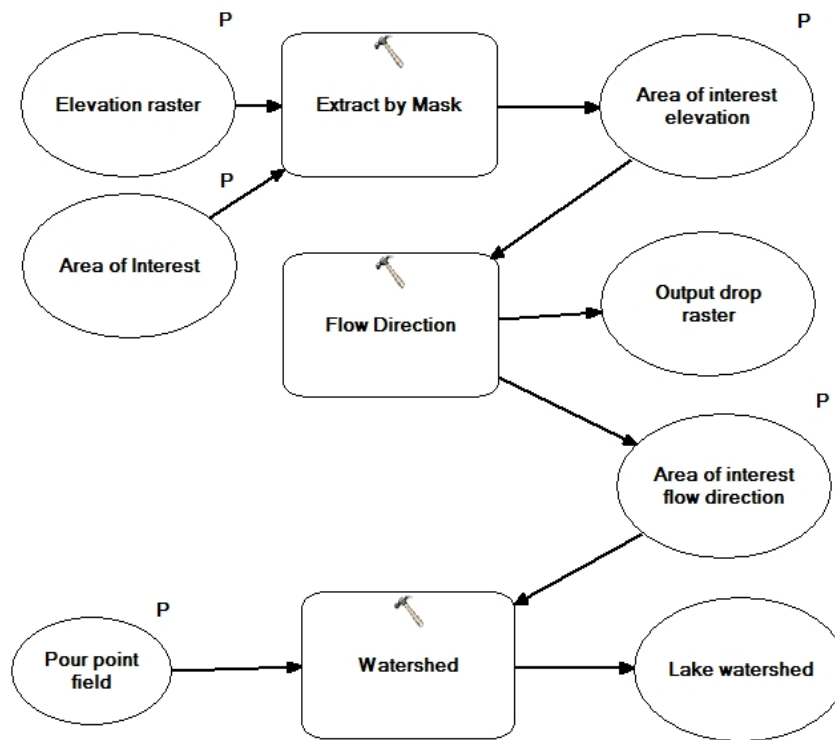 P
P
Elevation raster
Extract by Mask
Area of interest
elevation
P
Area of Interest
Flow Direction
Output drop
raster
P
Area of interest
flow direction
P
Pour point
field
Watershed
Lake watershed